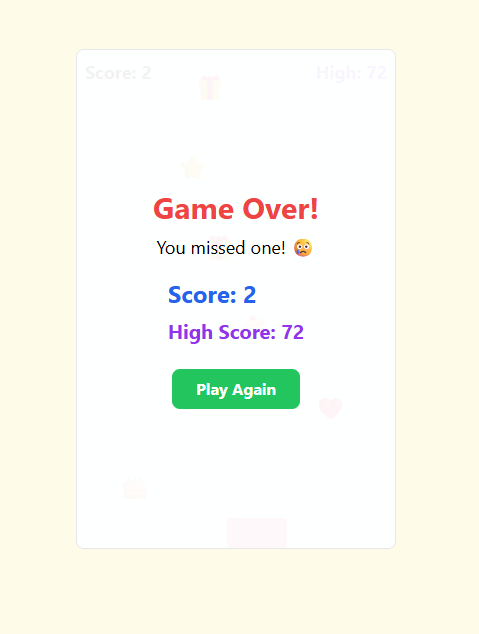 Score: 2 High: 72
Game Over!
You missed one! 😢
Score: 2
High Score: 72
Play Again